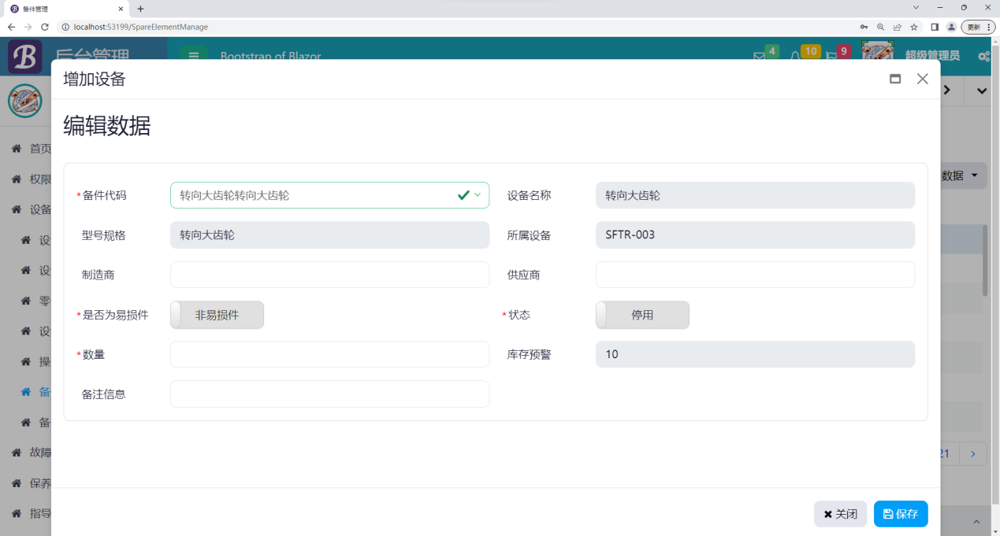 备件管理
localhost:53199/SpareElementManage
更新
B
后台管理
Bootstrap of Blazor
4
10
9
超级管理员
增加设备
编辑数据
首页
权限
设备
设
设
零
设
操
备
备
故障
保养
指导
数据
*备件代码
转向大齿轮转向大齿轮
设备名称
转向大齿轮
型号规格
转向大齿轮
所属设备
SFTR-003
制造商
供应商
*是否为易损件
非易损件
*状态
停用
*数量
库存预警
10
备注信息
21
关闭
保存